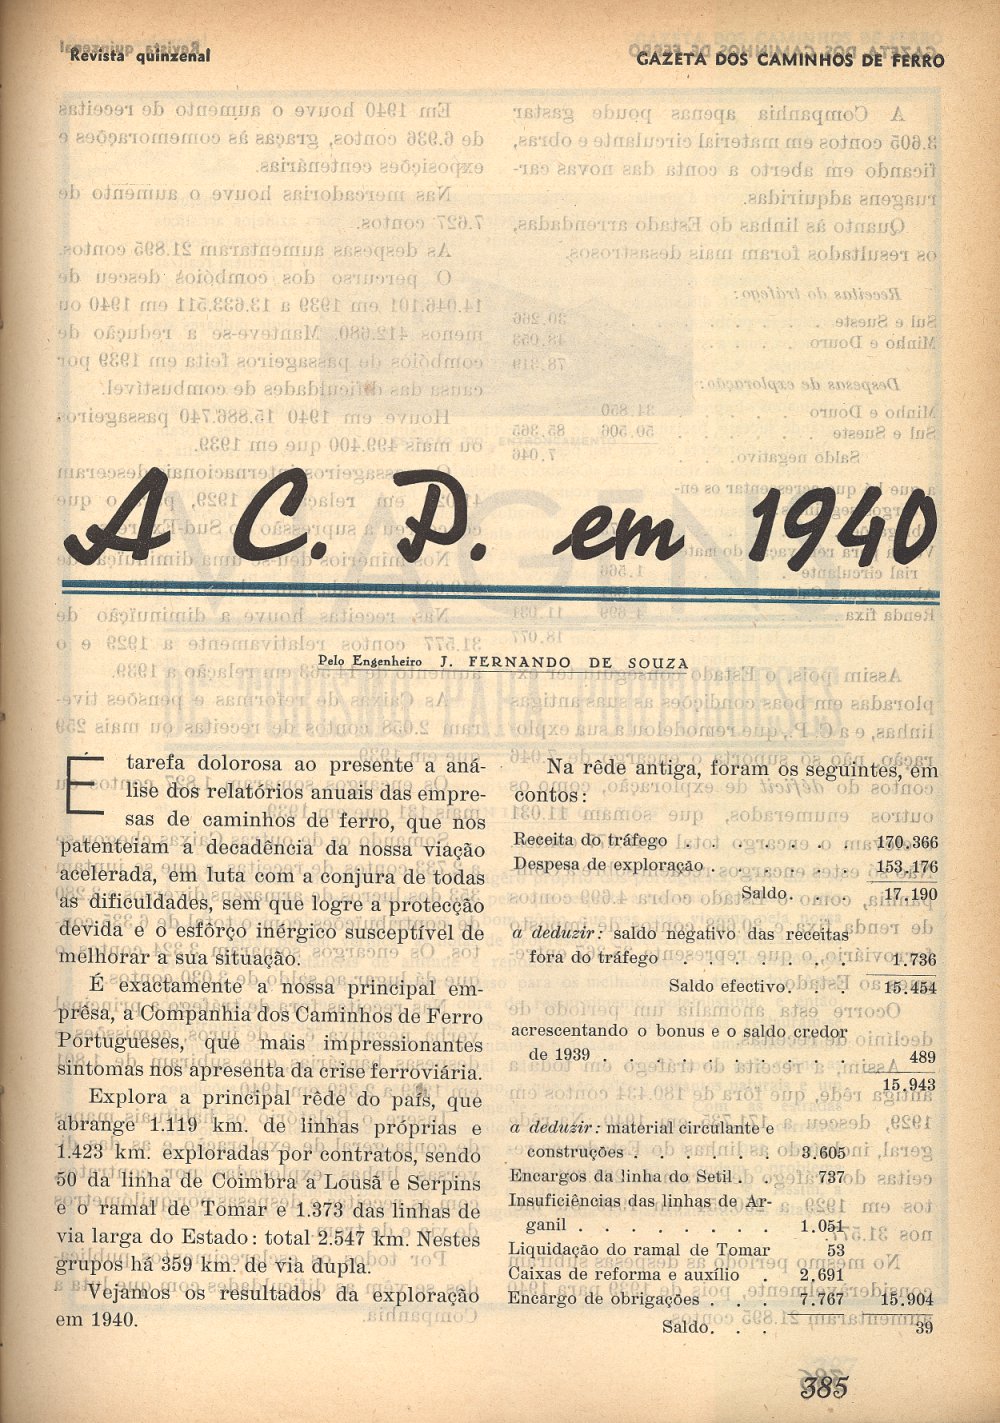 Revista quinzenal
GAZETA DOS CAMINHOS DE FERRO
A C. P. em 1940
Pelo Engenheiro J. FERNANDO DE SOUZA
É tarefa dolorosa ao presente a aná-
lise dos relatórios anuais das empre-
sas de caminhos de ferro, que nos
patenteiam a decadência da nossa viação
acelerada, em luta com a conjura de todas
as dificuldades, sem que logre a protecção
devida e o esfôrço inérgico susceptível de
melhorar a sua situação.
É exactamente a nossa principal em-
prêsa, a Companhia dos Caminhos de Ferro
Portugueses, que mais impressionantes
sintomas nos apresenta da crise ferroviária.
Explora a principal rêde do país, que
abrange 1.119 km. de linhas próprias e
1.423 km. exploradas por contratos, sendo
50 da linha de Coimbra a Lousã e Serpins
e o ramal de Tomar e 1.373 das linhas de
via larga do Estado: total 2.547 km. Nestes
grupos há 359 km. de via dupla.
Vejamos os resultados da exploração
em 1940.
Na rêde antiga, foram os seguintes, em
contos:
Receita do tráfego . . . . . . . 170.366
Despesa de exploração . . . . . . 153.176
Saldo. . . . 17.190
a deduzir: saldo negativo das receitas
fora do tráfego . . . . . . . 1.736
Saldo efectivo. . . . 15.454
acrescentando o bonus e o saldo credor
de 1939 . . . . . . . . . . 489
15.943
a deduzir: material circulante e
construções . . . . . . . 3.605
Encargos da linha do Setil . . 737
Insuficiências das linhas de Ar-
ganil . . . . . . . . . 1.051
Liquidação do ramal de Tomar 53
Caixas de reforma e auxílio . 2.691
Encargo de obrigações . . . 7.767 15.904
Saldo. . . 39
385